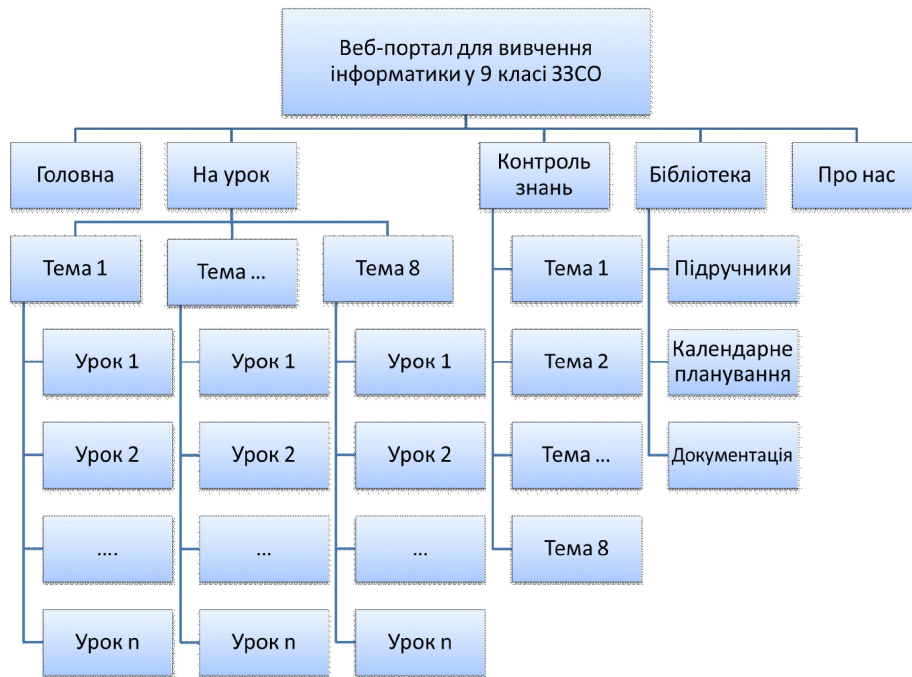 Веб-портал для вивчення
інформатики у 9 класі ЗЗСО
Головна
На урок
Контроль
знань
Бібліотека
Про нас
Тема 1
Тема ...
Тема 8
Тема 1
Підручники
Урок 1
Урок 1
Урок 1
Тема 2
Календарне
планування
Урок 2
Урок 2
Урок 2
Тема ...
Документація
....
...
...
Тема 8
Урок n
Урок n
Урок n